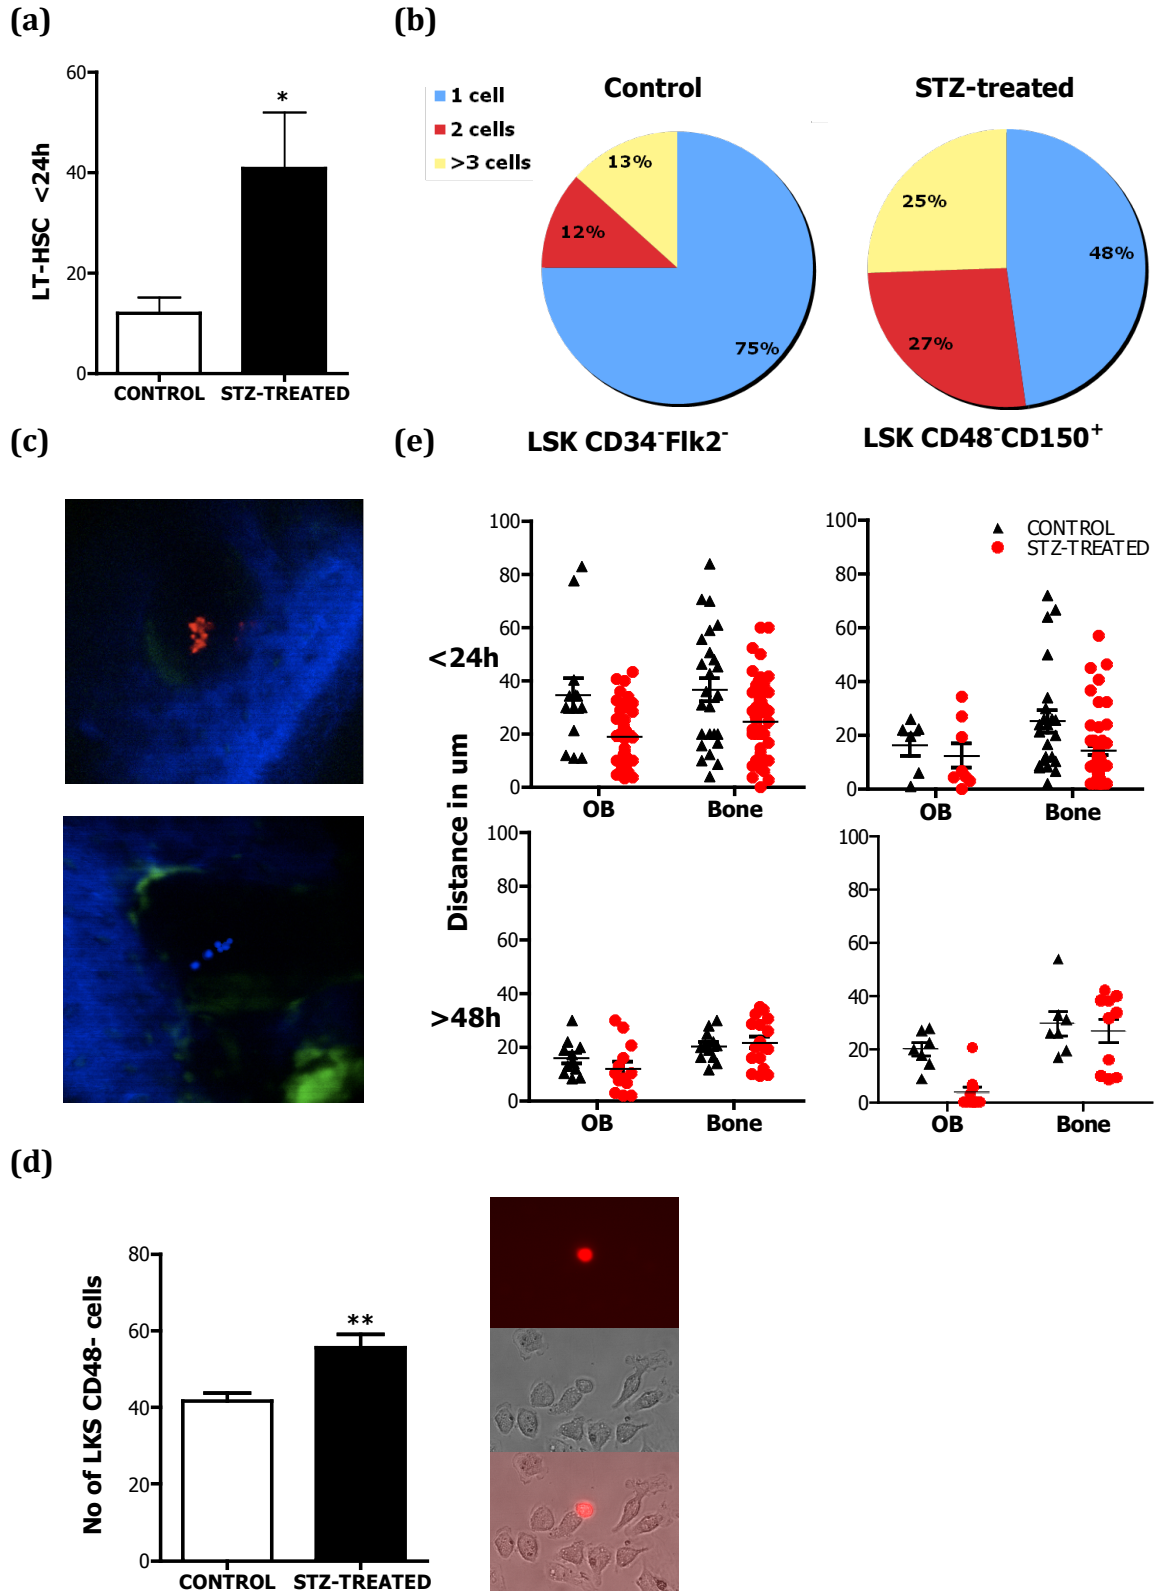 (a)
60
40
20
0
LT-HSC <24h
*
CONTROL STZ-TREATED
(b)
1 cell
2 cells
>3 cells
Control
13%
12%
75%
STZ-treated
25%
48%
27%
(c)
(e)
LSK CD34⁻Flk2⁻
LSK CD48⁻CD150⁺
Distance in um
<24h
100
80
60
40
20
0
OB Bone
100
80
60
40
20
0
CONTROL
STZ-TREATED
OB Bone
>48h
100
80
60
40
20
0
OB Bone
100
80
60
40
20
0
OB Bone
(d)
No of LKS CD48- cells
80
60
40
20
0
**
CONTROL STZ-TREATED